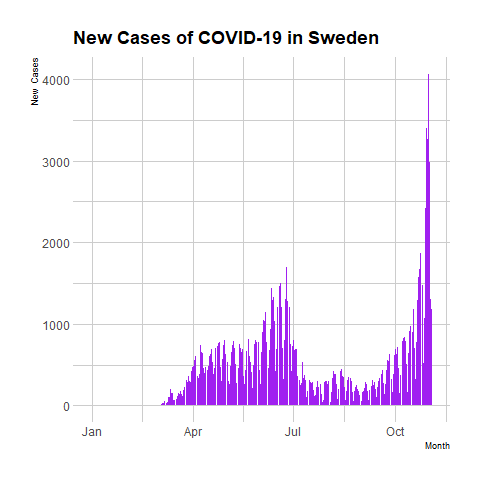 New Cases of COVID-19 in Sweden
New Cases
4000
3000
2000
1000
0
Jan Apr Jul Oct
Month